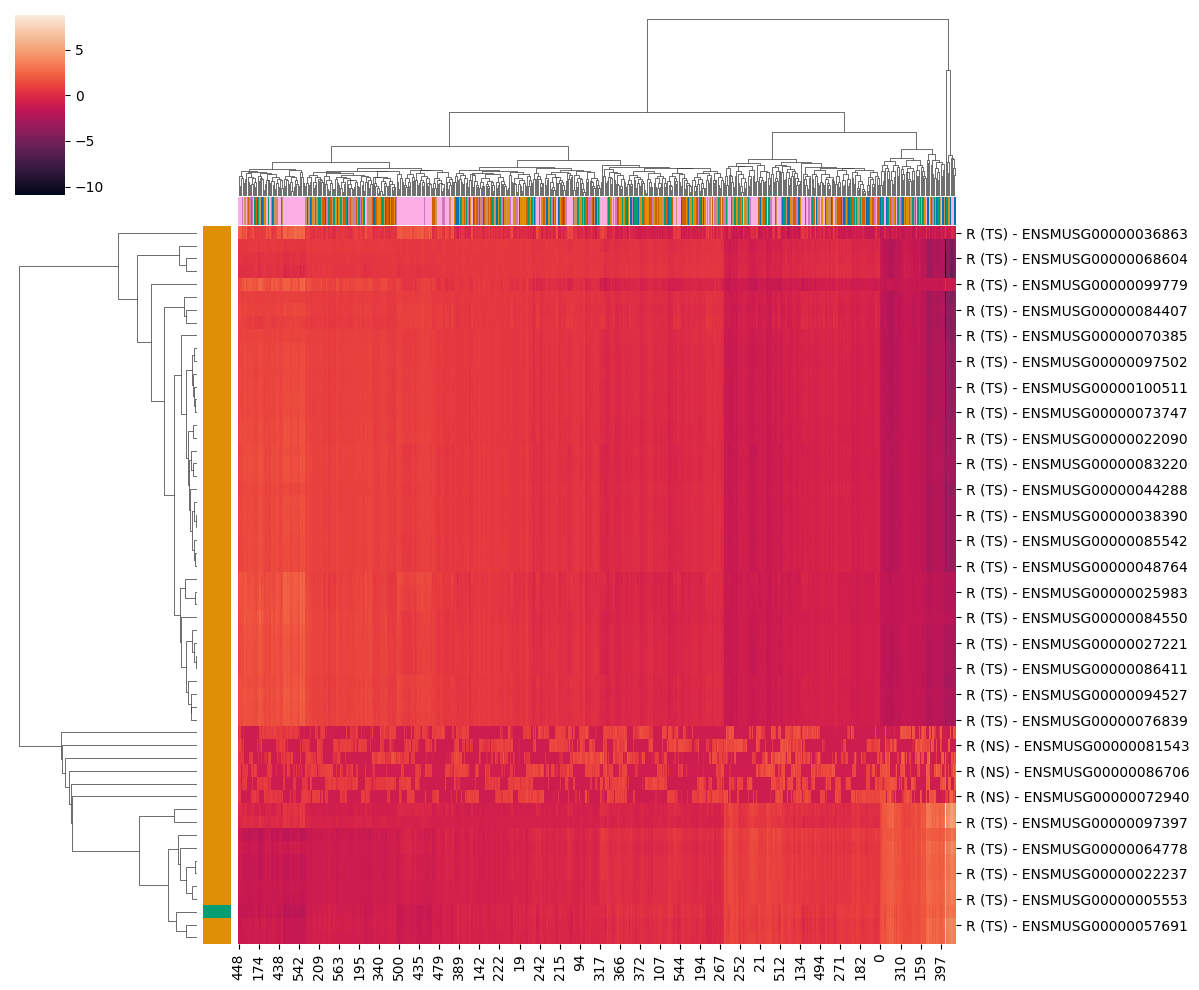 5
0
−5
−10
R (TS) - ENSMUSG00000036863
R (TS) - ENSMUSG00000068604
R (TS) - ENSMUSG00000099779
R (TS) - ENSMUSG00000084407
R (TS) - ENSMUSG00000070385
R (TS) - ENSMUSG00000097502
R (TS) - ENSMUSG00000100511
R (TS) - ENSMUSG00000073747
R (TS) - ENSMUSG00000022090
R (TS) - ENSMUSG00000083220
R (TS) - ENSMUSG00000044288
R (TS) - ENSMUSG00000038390
R (TS) - ENSMUSG00000085542
R (TS) - ENSMUSG00000048764
R (TS) - ENSMUSG00000025983
R (TS) - ENSMUSG00000084550
R (TS) - ENSMUSG00000027221
R (TS) - ENSMUSG00000086411
R (TS) - ENSMUSG00000094527
R (TS) - ENSMUSG00000076839
R (NS) - ENSMUSG00000081543
R (NS) - ENSMUSG00000086706
R (NS) - ENSMUSG00000072940
R (TS) - ENSMUSG00000097397
R (TS) - ENSMUSG00000064778
R (TS) - ENSMUSG00000022237
R (TS) - ENSMUSG00000005553
R (TS) - ENSMUSG00000057691
448
174
438
542
209
563
195
340
500
435
479
389
142
222
19
242
215
94
317
366
372
107
544
194
267
252
21
512
134
494
271
182
0
310
159
397